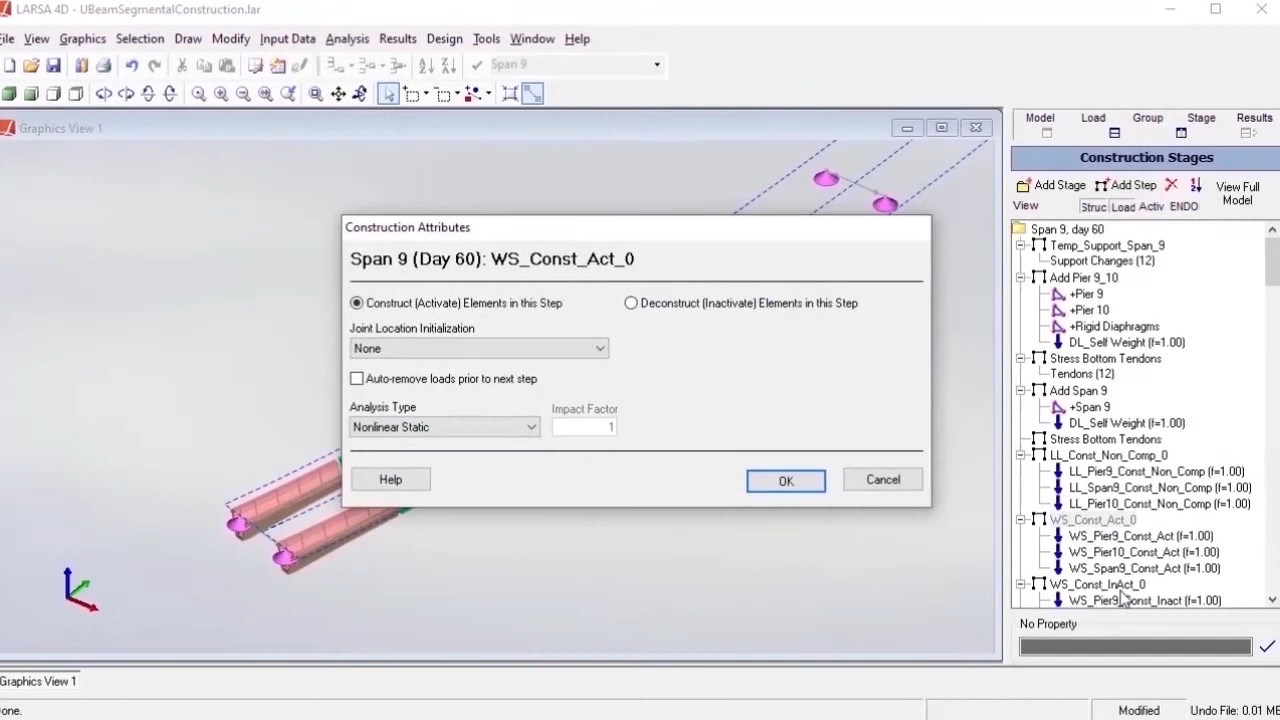 LARSA 4D - UBeamSegmentalConstruction.lar
File View Graphics Selection Draw Modify Input Data Analysis Results Design Tools Window Help
Span 9
Graphics View 1
Model Load Group Stage Results
Construction Stages
Add Stage Add Step View Full Model
View Struc Load Activ ENDO
Span 9, day 60
Temp_Support_Span_9
Support Changes (12)
Add Pier 9_10
+Pier 9
+Pier 10
+Rigid Diaphragms
DL_Self Weight (f=1.00)
Stress Bottom Tendons
Tendons (12)
Add Span 9
+Span 9
DL_Self Weight (f=1.00)
Stress Bottom Tendons
LL_Const_Non_Comp_0
LL_Pier9_Const_Non_Comp (f=1.00)
LL_Span9_Const_Non_Comp (f=1.00)
LL_Pier10_Const_Non_Comp (f=1.00)
WS_Const_Act_0
WS_Pier9_Const_Act (f=1.00)
WS_Pier10_Const_Act (f=1.00)
WS_Span9_Const_Act (f=1.00)
WS_Const_InAct_0
WS_Pier9_Const_Inact (f=1.00)
No Property
Construction Attributes
Span 9 (Day 60): WS_Const_Act_0
Construct (Activate) Elements in this Step
Deconstruct (Inactivate) Elements in this Step
Joint Location Initialization
None
Auto-remove loads prior to next step
Analysis Type Impact Factor
Nonlinear Static 1
Help OK Cancel
Graphics View 1
one. Modified Undo File: 0.01 ME